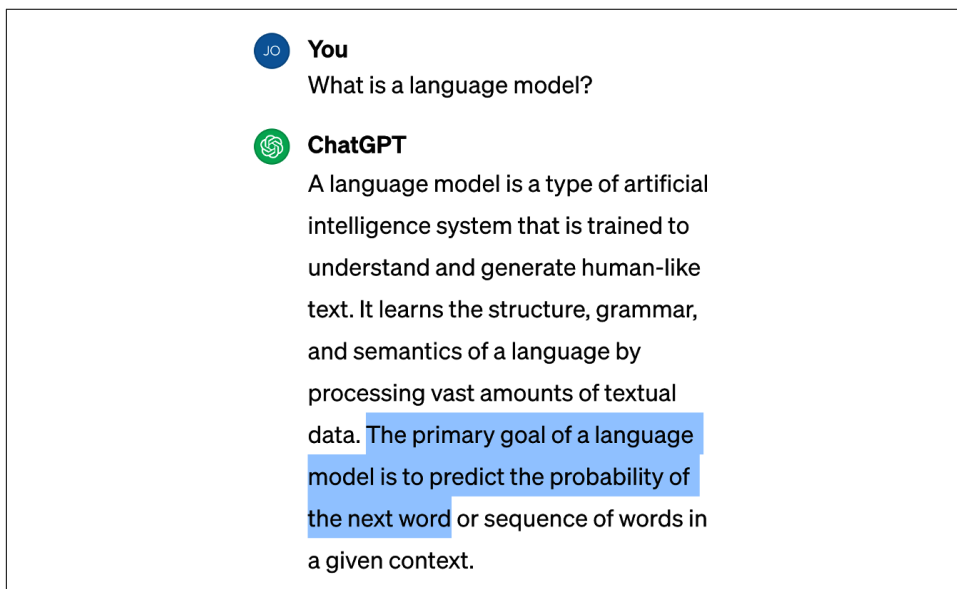 JO
You
What is a language model?
ChatGPT
A language model is a type of artificial
intelligence system that is trained to
understand and generate human-like
text. It learns the structure, grammar,
and semantics of a language by
processing vast amounts of textual
data. The primary goal of a language
model is to predict the probability of
the next word or sequence of words in
a given context.